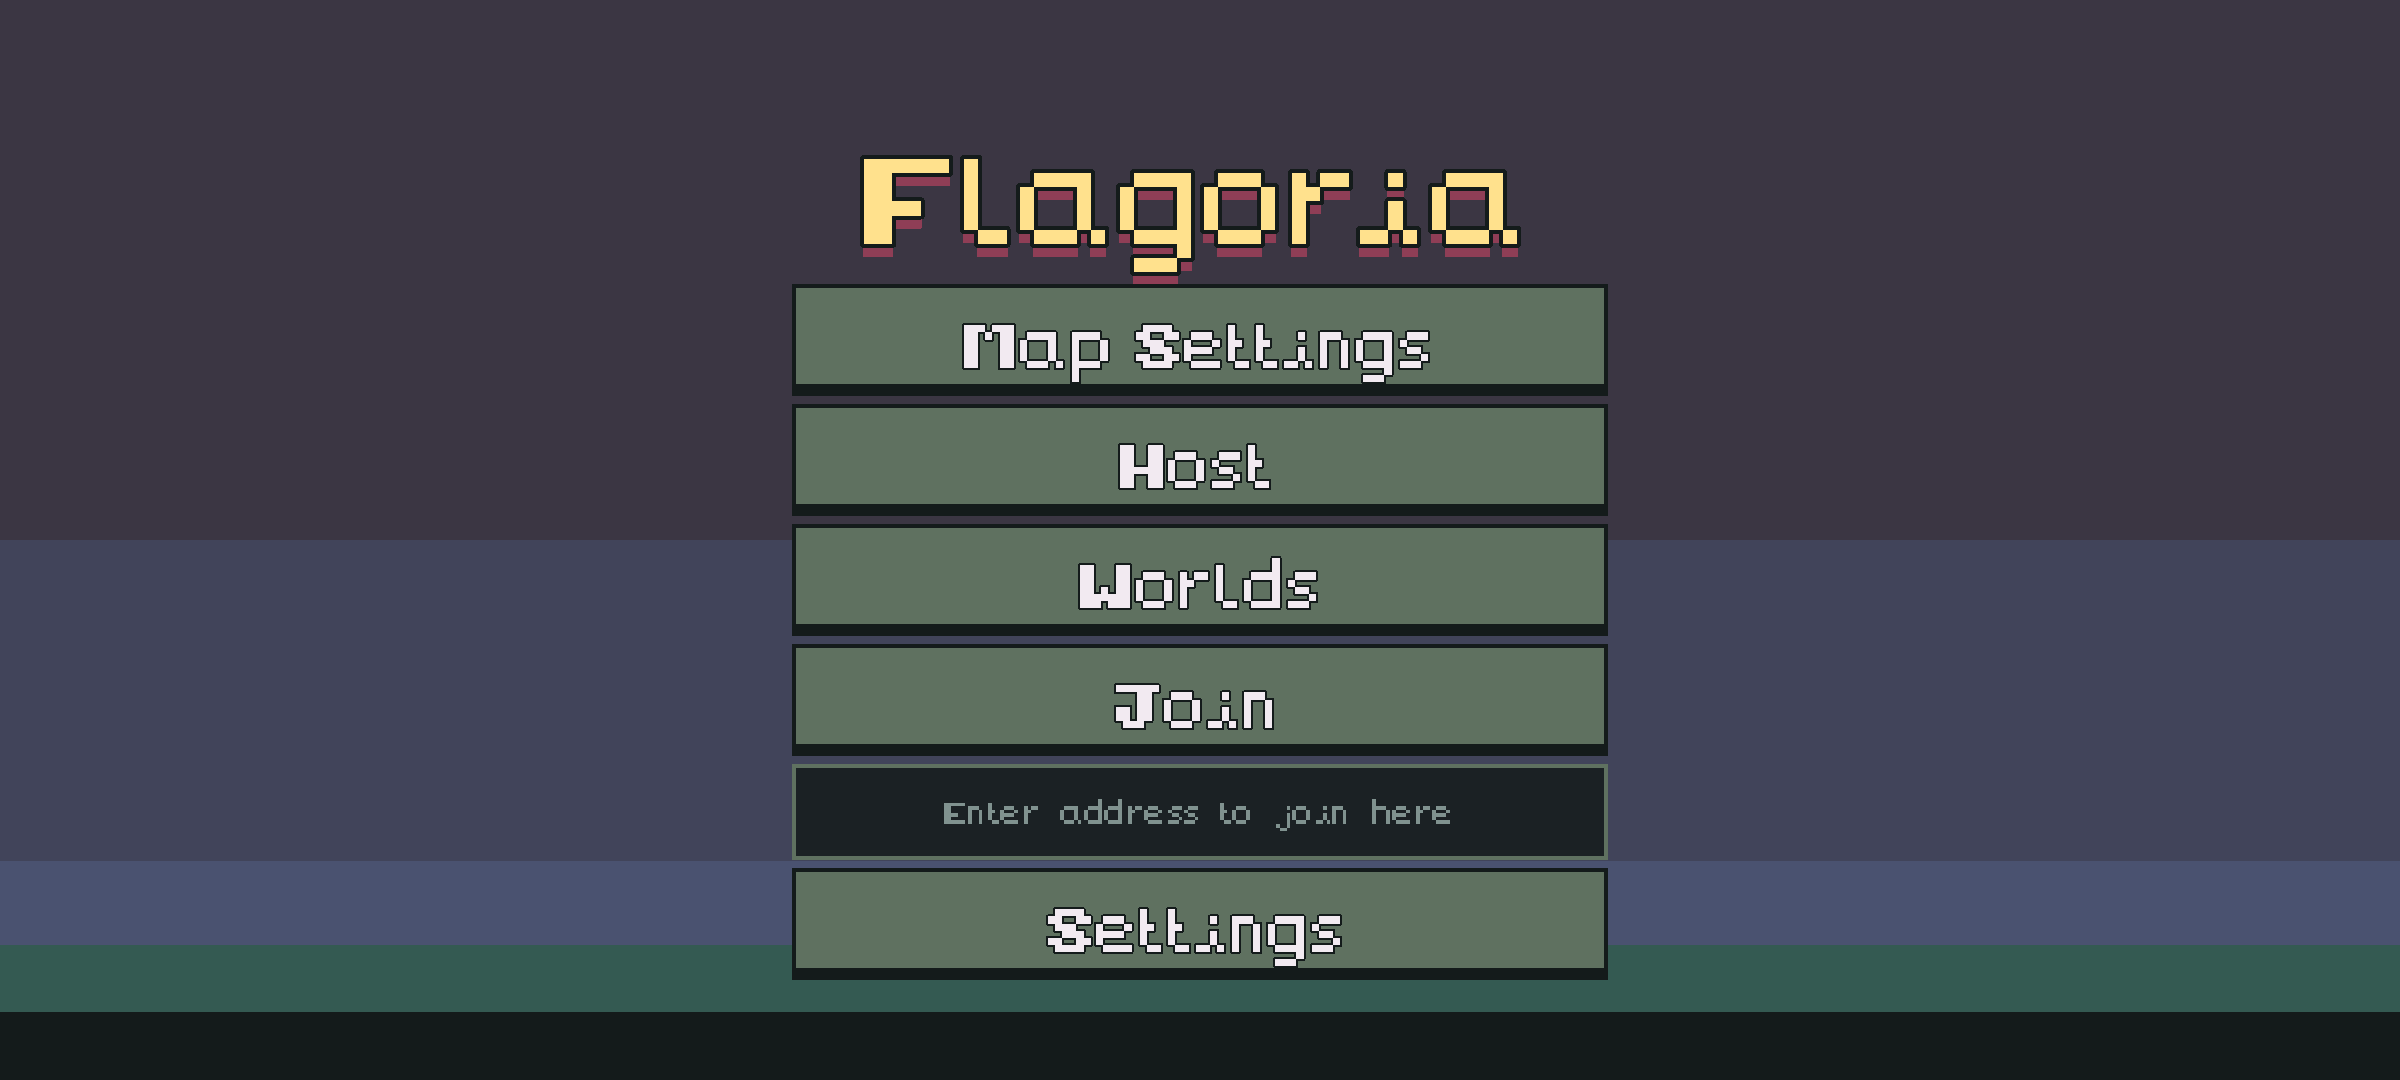 Flagoria
Map Settings
Host
Worlds
Join
Enter address to join here
Settings